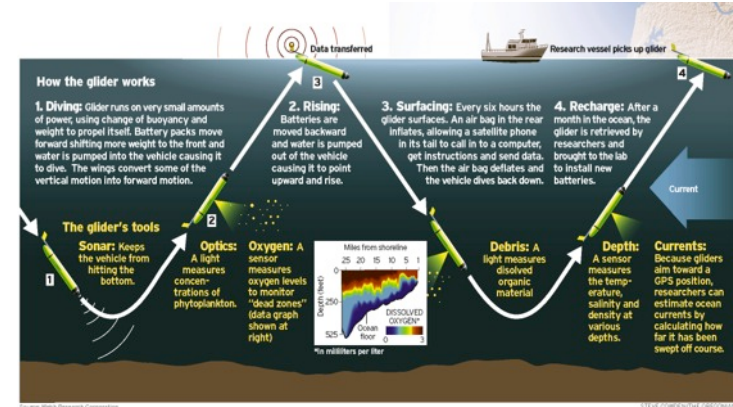 Data transferred
Research vessel picks up glider
How the glider works
3
4
1. Diving: Glider runs on very small amounts
of power, using change of buoyancy and
weight to propel itself. Battery packs move
forward shifting more weight to the front and
water is pumped into the vehicle causing it
to dive. The wings convert some of the
vertical motion into forward motion.
2. Rising:
Batteries are
moved backward
and water is pumped
out of the vehicle
causing it to point
upward and rise.
3. Surfacing: Every six hours the
glider surfaces. An air bag in the rear
inflates, allowing a satellite phone
in its tail to call in to a computer,
get instructions and send data.
Then the air bag deflates and
the vehicle dives back down.
4. Recharge: After a
month in the ocean, the
glider is retrieved by
researchers and
brought to the lab
to install new
batteries.
Current
The glider's tools
1
2
Sonar: Keeps
the vehicle from
hitting the
bottom.
Optics:
A light
measures
concen-
trations of
phytoplankton.
Oxygen: A
sensor
measures
oxygen levels
to monitor
"dead zones"
(data graph
shown at
right)
Miles from shoreline
25 20 15 10 5 1
Depth (feet)
0
250
525
Ocean
floor
DISSOLVED
OXYGEN*
0 3
*In milliliters per liter
Debris: A
light measures
disolved
organic
material
Depth:
A sensor
measures
the temp-
erature,
salinity and
density at
various
depths.
Currents:
Because gliders
aim toward a
GPS position,
researchers can
estimate ocean
currents by
calculating how
far it has been
swept off course.